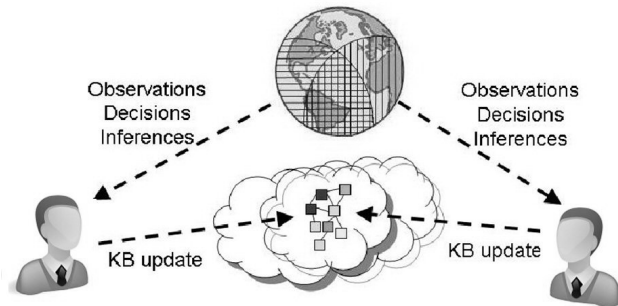 Observations
Decisions
Inferences
Observations
Decisions
Inferences
KB update
KB update